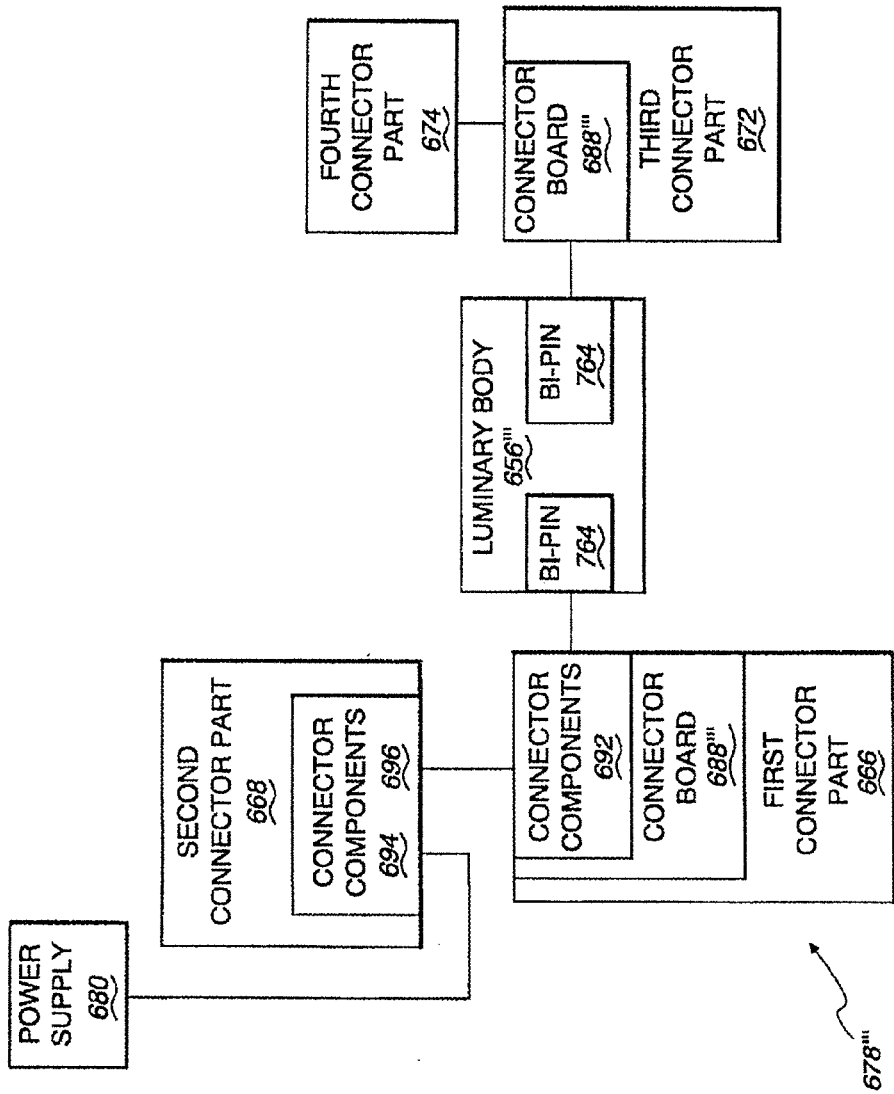 POWER
SUPPLY
680
SECOND
CONNECTOR PART
668
CONNECTOR
COMPONENTS
694 696
CONNECTOR
COMPONENTS
692
CONNECTOR
BOARD
688'''
FIRST
CONNECTOR
PART
666
LUMINARY BODY
656'''
BI-PIN
764
BI-PIN
764
FOURTH
CONNECTOR
PART
674
CONNECTOR
BOARD
688'''
THIRD
CONNECTOR
PART
672
678'''